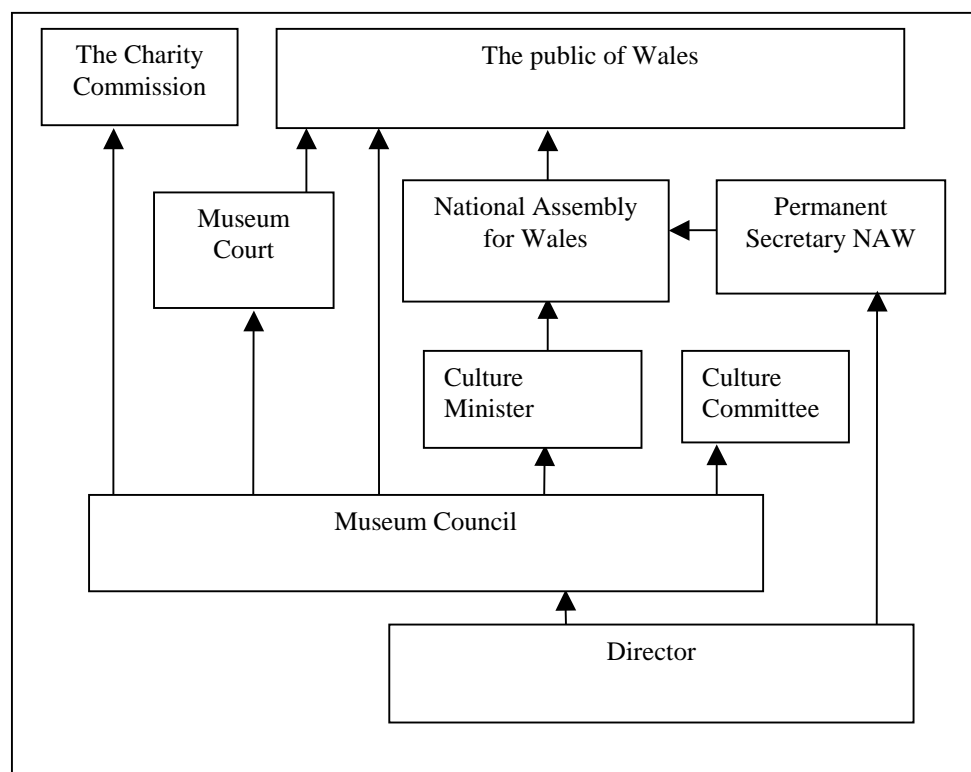 The Charity
Commission
The public of Wales
Museum
Court
National Assembly
for Wales
Permanent
Secretary NAW
Culture
Minister
Culture
Committee
Museum Council
Director